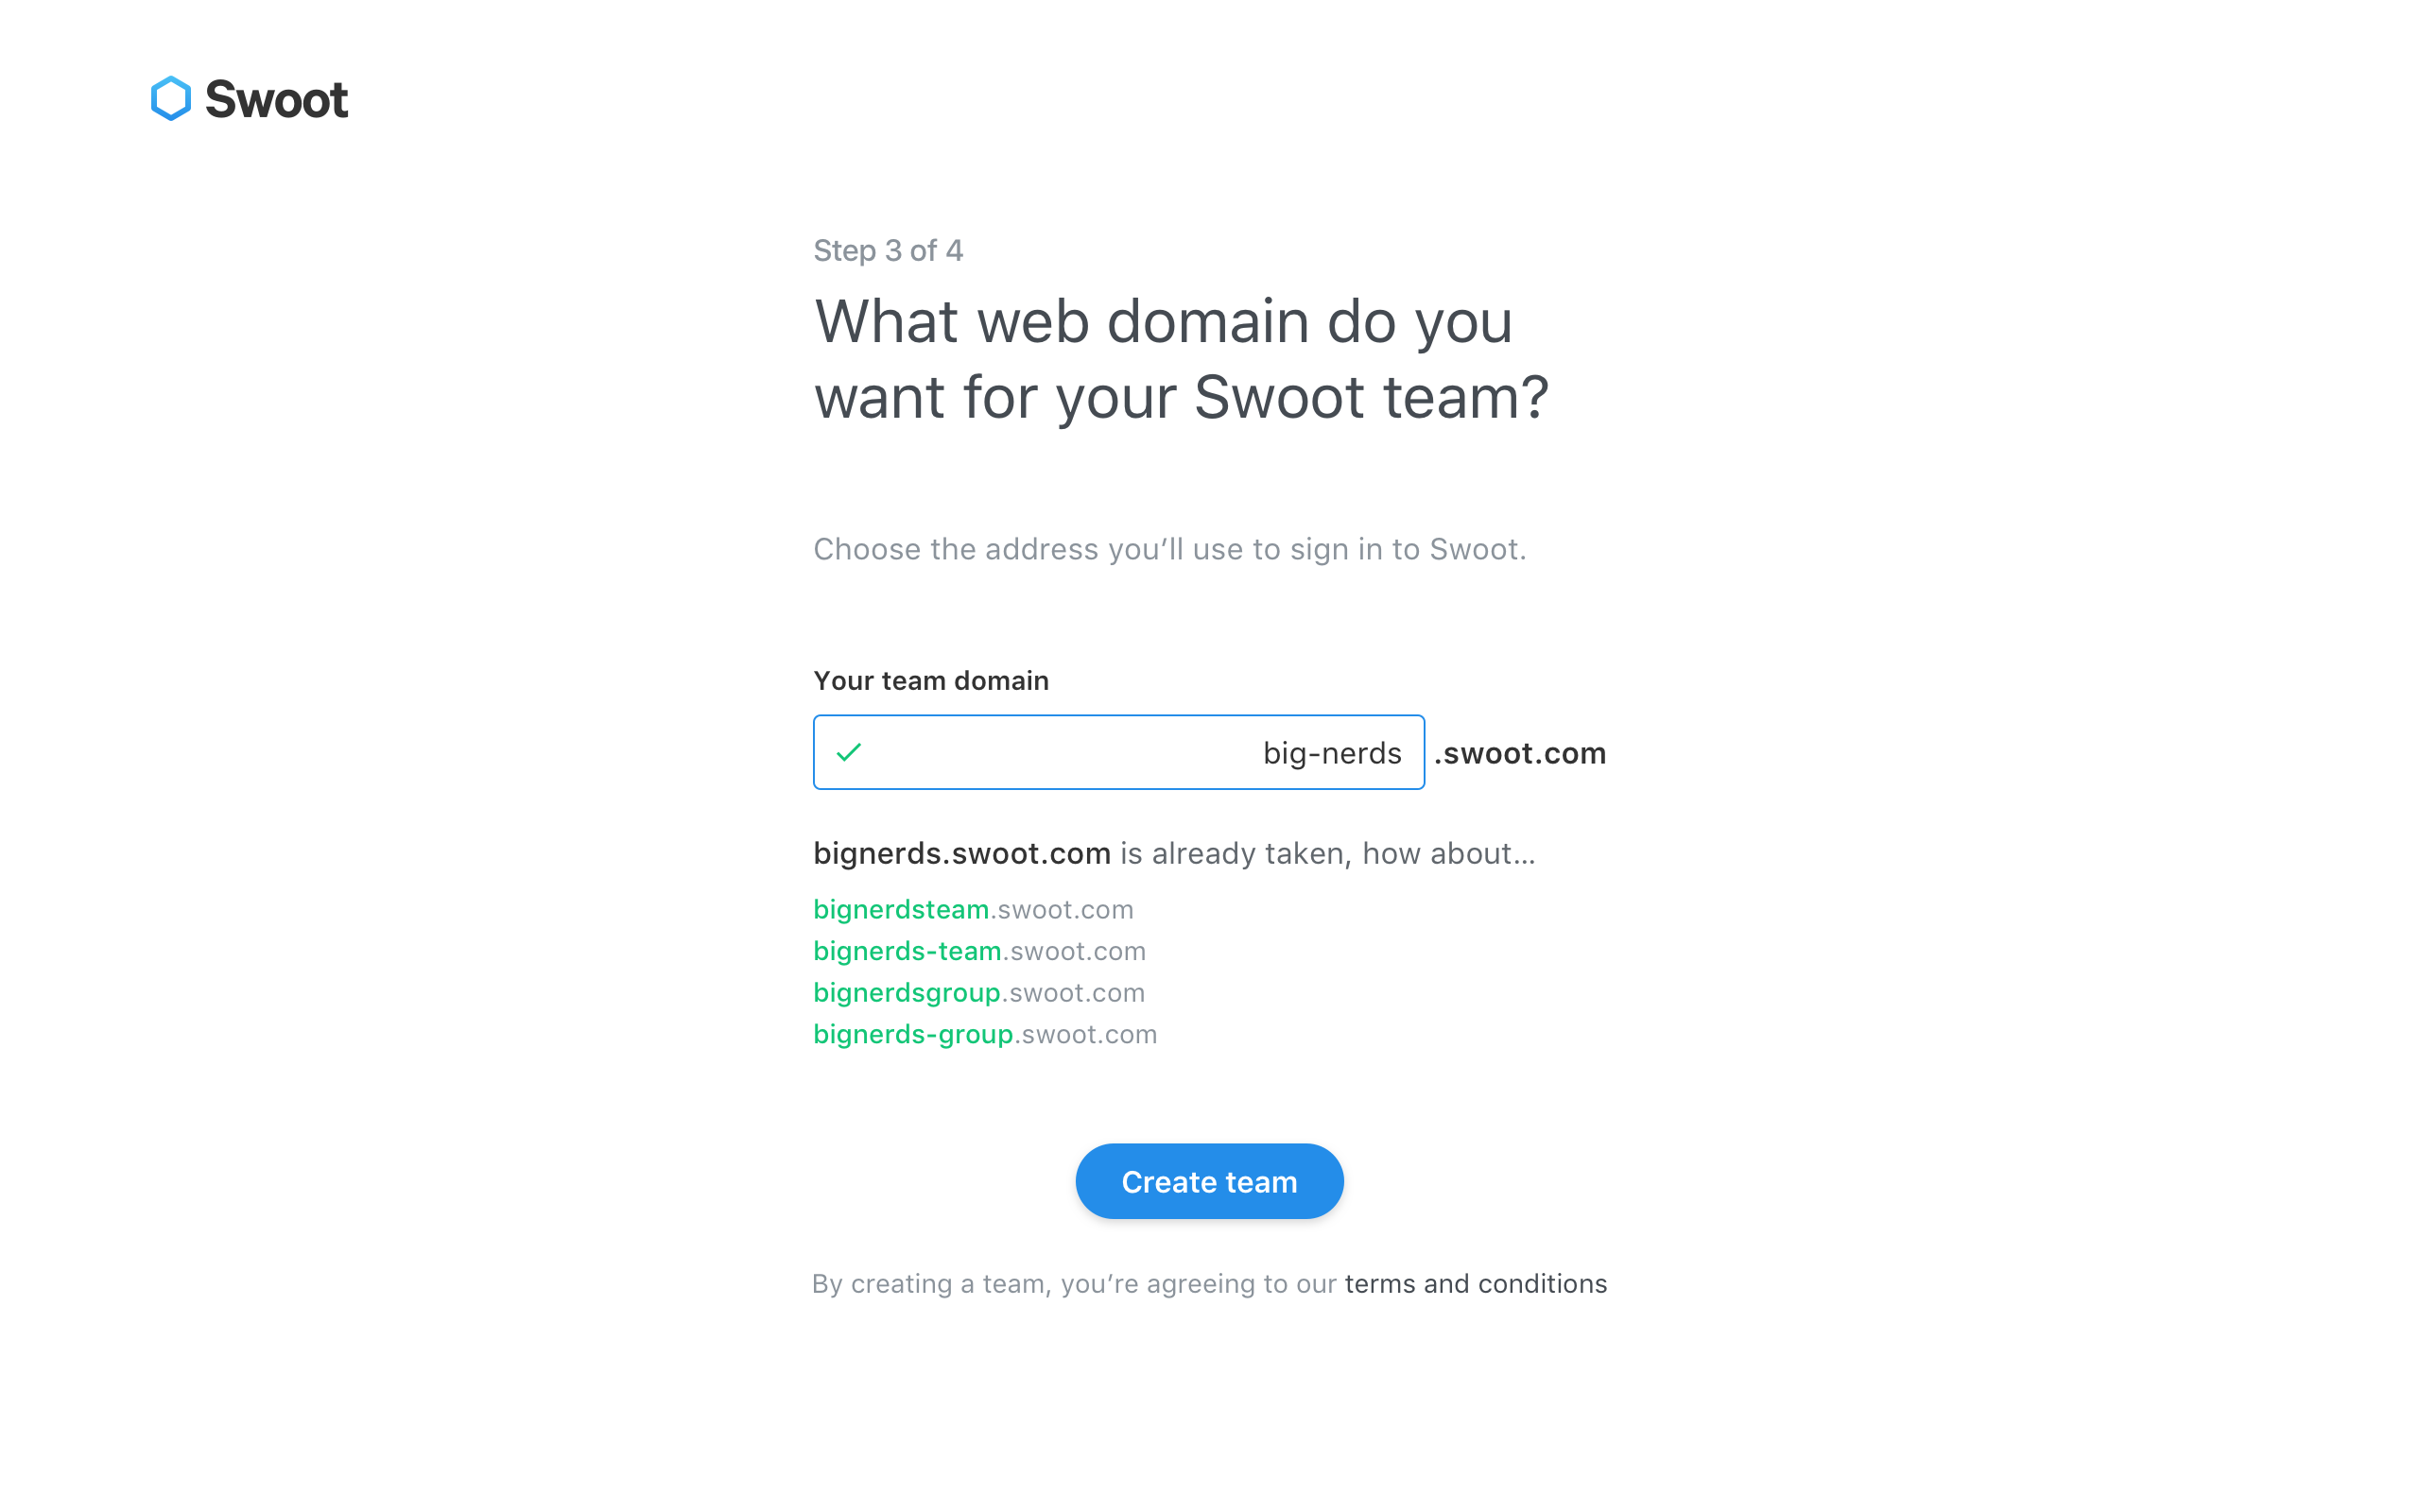 Swoot
Step 3 of 4
What web domain do you
want for your Swoot team?
Choose the address you’ll use to sign in to Swoot.
Your team domain
big-nerds .swoot.com
bignerds.swoot.com is already taken, how about...
bignerdsteam.swoot.com
bignerds-team.swoot.com
bignerdsgroup.swoot.com
bignerds-group.swoot.com
Create team
By creating a team, you’re agreeing to our terms and conditions